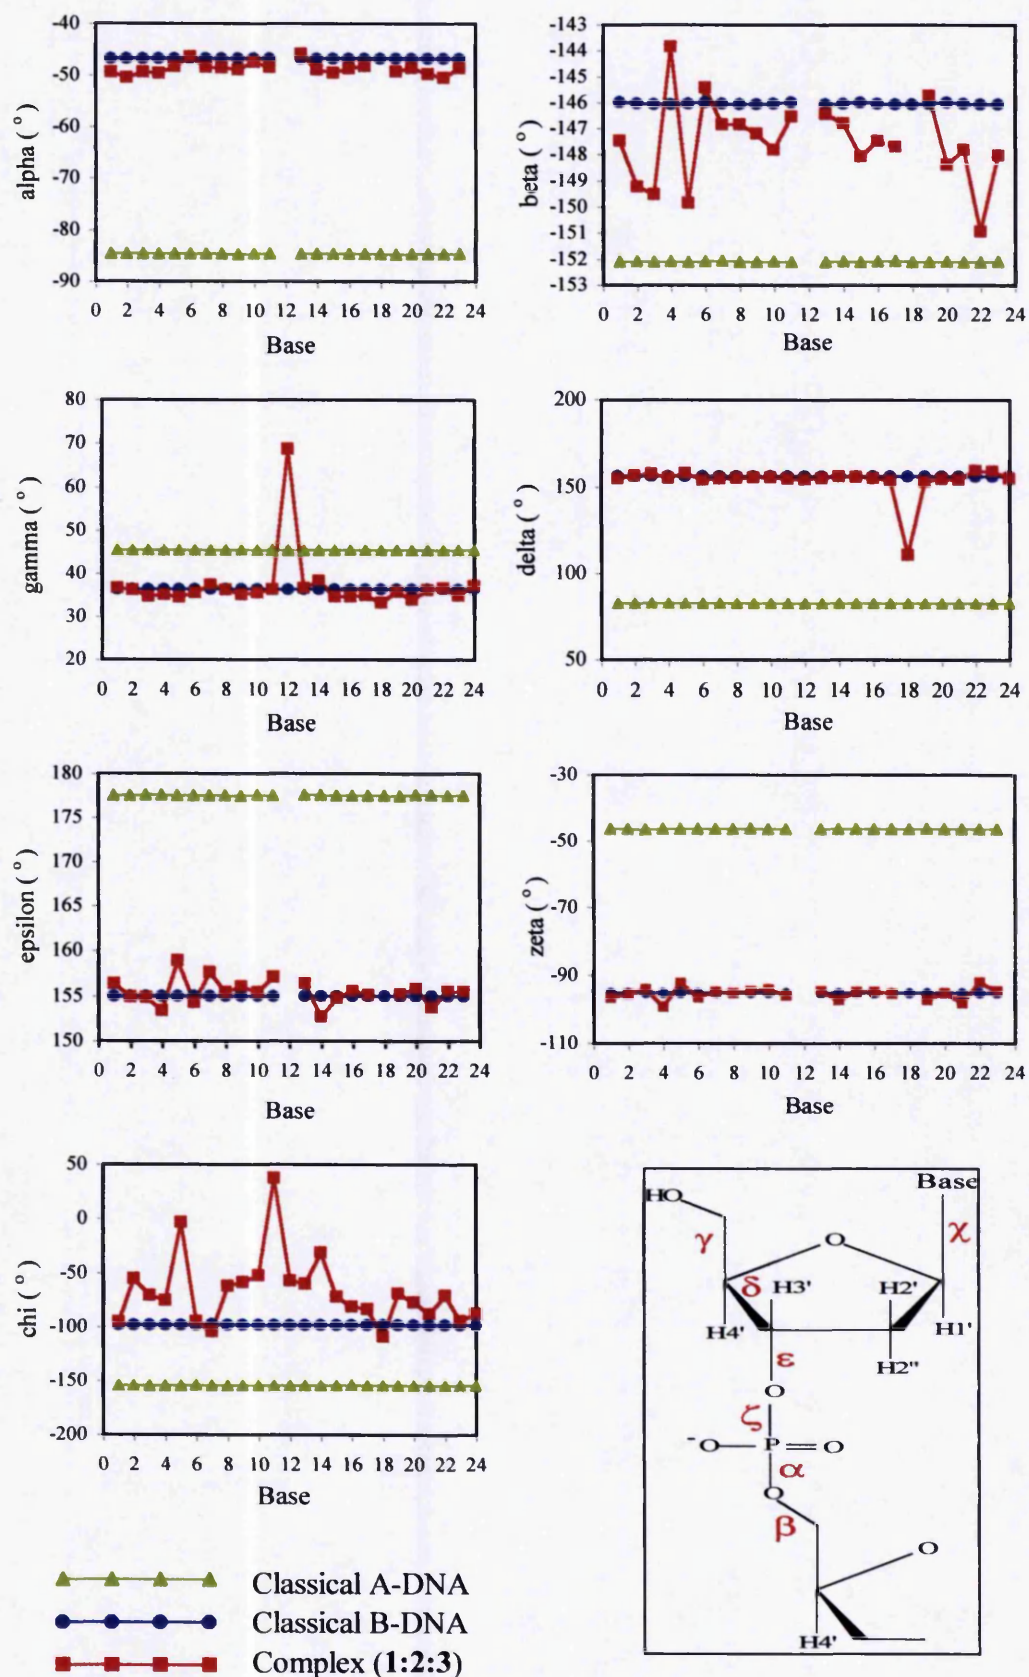 alpha ( ° )
-40
-50
-60
-70
-80
-90
0 2 4 6 8 10 12 14 16 18 20 22 24
Base
beta ( ° )
-143
-144
-145
-146
-147
-148
-149
-150
-151
-152
-153
0 2 4 6 8 10 12 14 16 18 20 22 24
Base
gamma ( ° )
80
70
60
50
40
30
20
0 2 4 6 8 10 12 14 16 18 20 22 24
Base
delta ( ° )
200
150
100
50
0 2 4 6 8 10 12 14 16 18 20 22 24
Base
epsilon ( ° )
180
175
170
165
160
155
150
0 2 4 6 8 10 12 14 16 18 20 22 24
Base
zeta ( ° )
-30
-50
-70
-90
-110
0 2 4 6 8 10 12 14 16 18 20 22 24
Base
chi ( ° )
50
0
-50
-100
-150
-200
0 2 4 6 8 10 12 14 16 18 20 22 24
Base
Base
HO
γ
O
χ
δ
H3'
H2'
H4'
H1'
ε
H2"
O
ζ
-O
P
O
α
O
β
O
H4'
Classical A-DNA
Classical B-DNA
Complex (1:2:3)